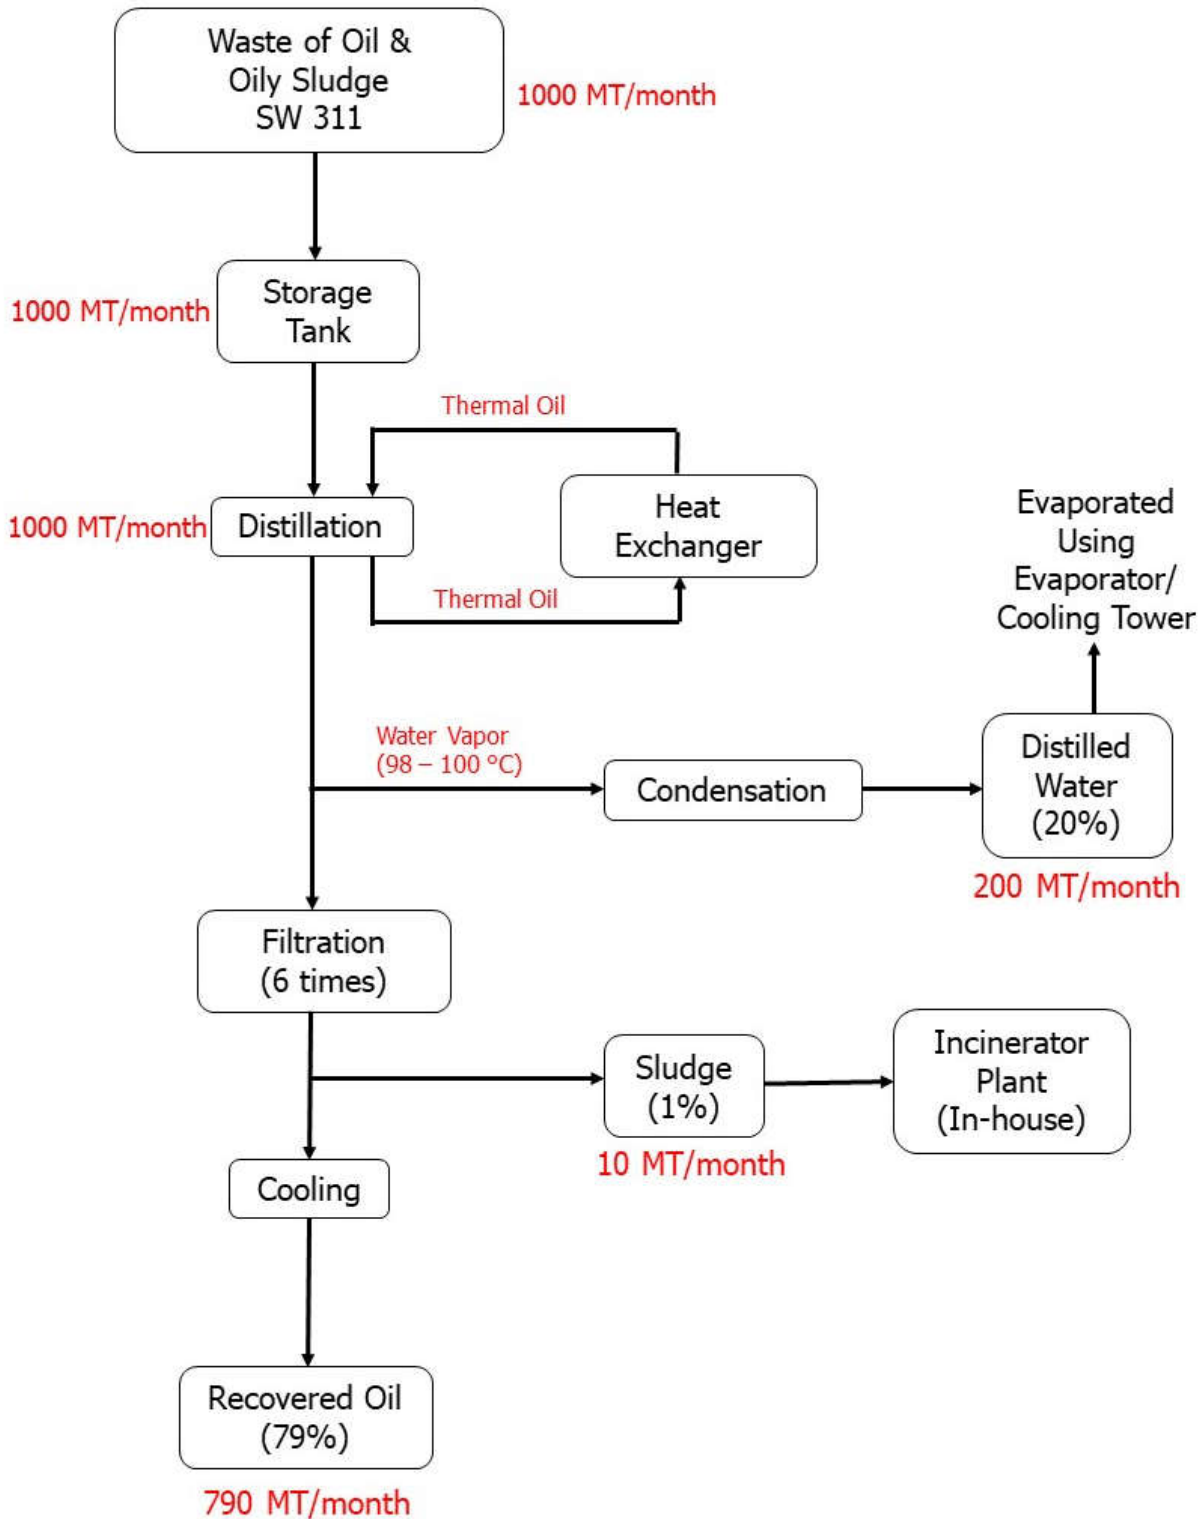 Waste of Oil &
Oily Sludge
SW 311
1000 MT/month
Storage
Tank
1000 MT/month
Thermal Oil
Distillation
1000 MT/month
Heat
Exchanger
Thermal Oil
Evaporated
Using
Evaporator/
Cooling Tower
Water Vapor
(98 – 100 °C)
Condensation
Distilled
Water
(20%)
200 MT/month
Filtration
(6 times)
Sludge
(1%)
10 MT/month
Incinerator
Plant
(In-house)
Cooling
Recovered Oil
(79%)
790 MT/month